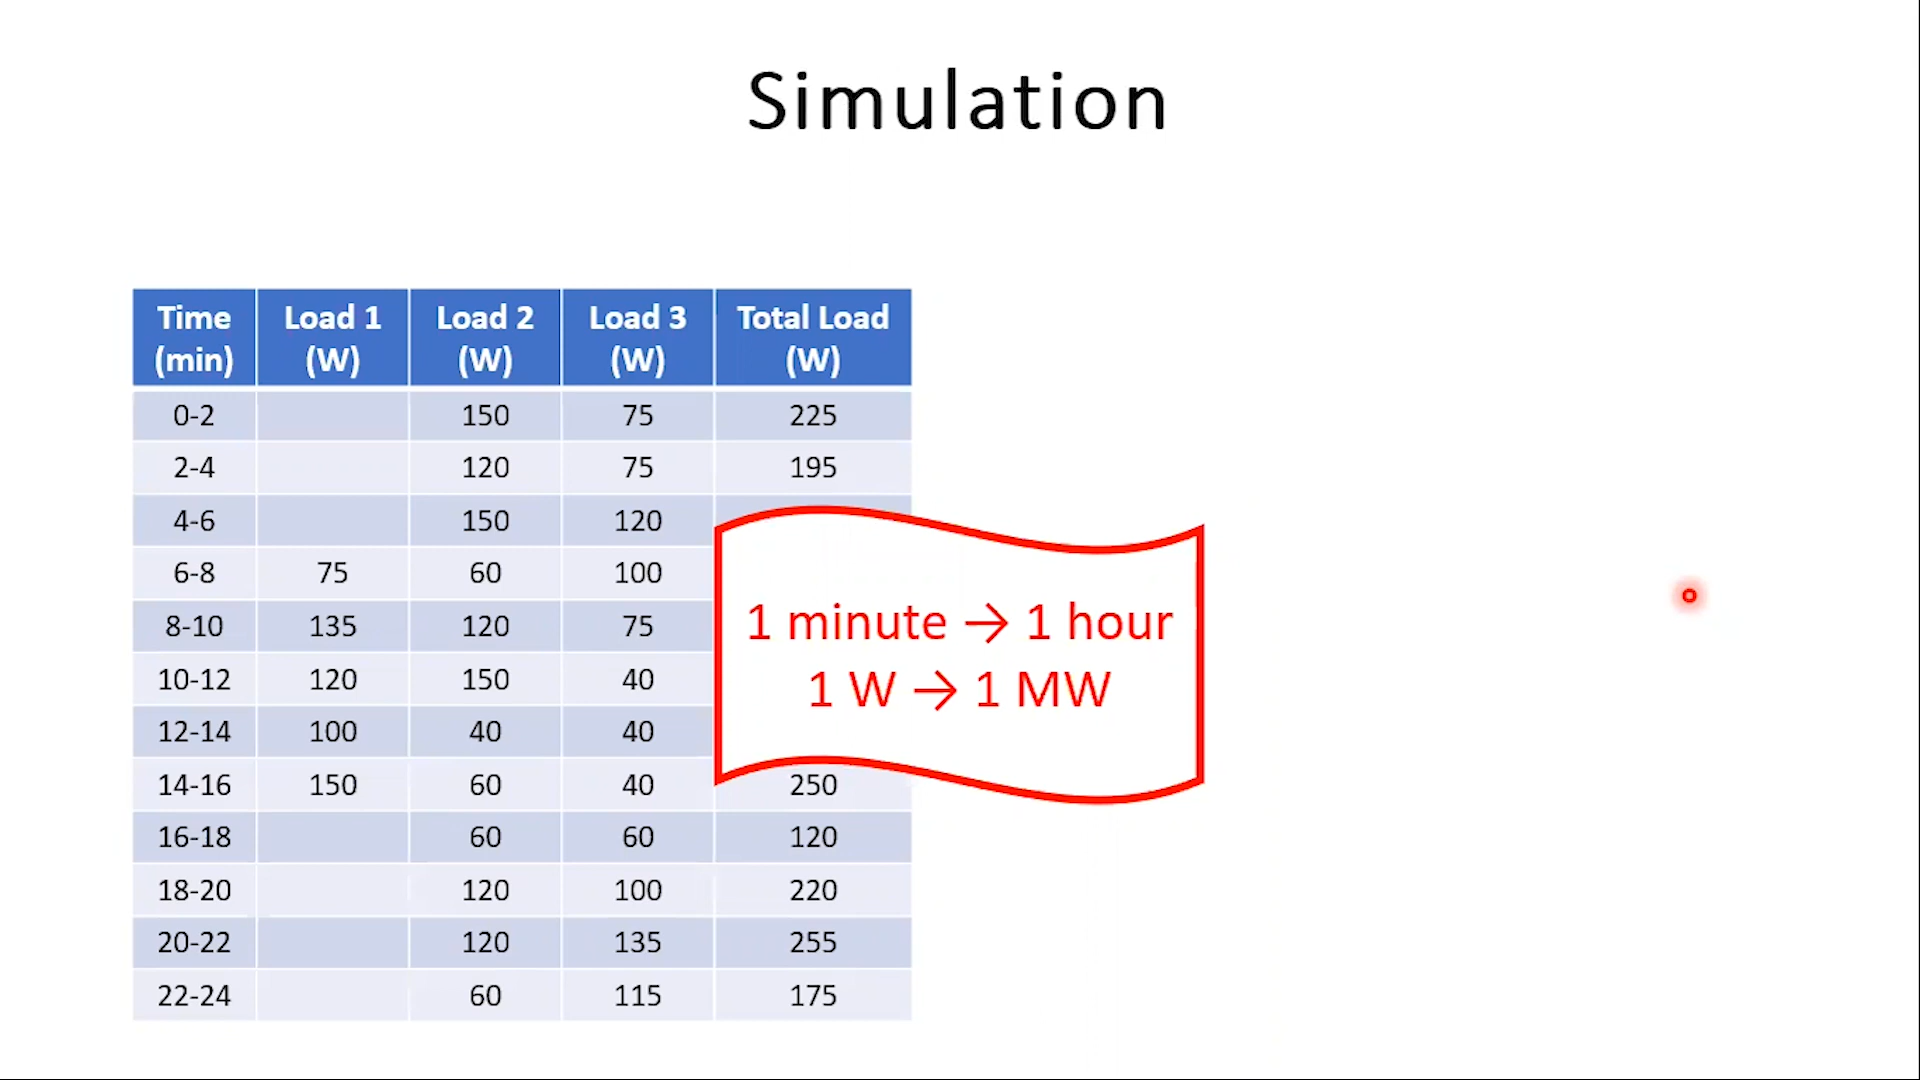 Simulation
Time (min) Load 1 (W) Load 2 (W) Load 3 (W) Total Load (W)
0-2 150 75 225
2-4 120 75 195
4-6 150 120
6-8 75 60 100
8-10 135 120 75
10-12 120 150 40
12-14 100 40 40
14-16 150 60 40 250
16-18 60 60 120
18-20 120 100 220
20-22 120 135 255
22-24 60 115 175
1 minute → 1 hour
1 W → 1 MW